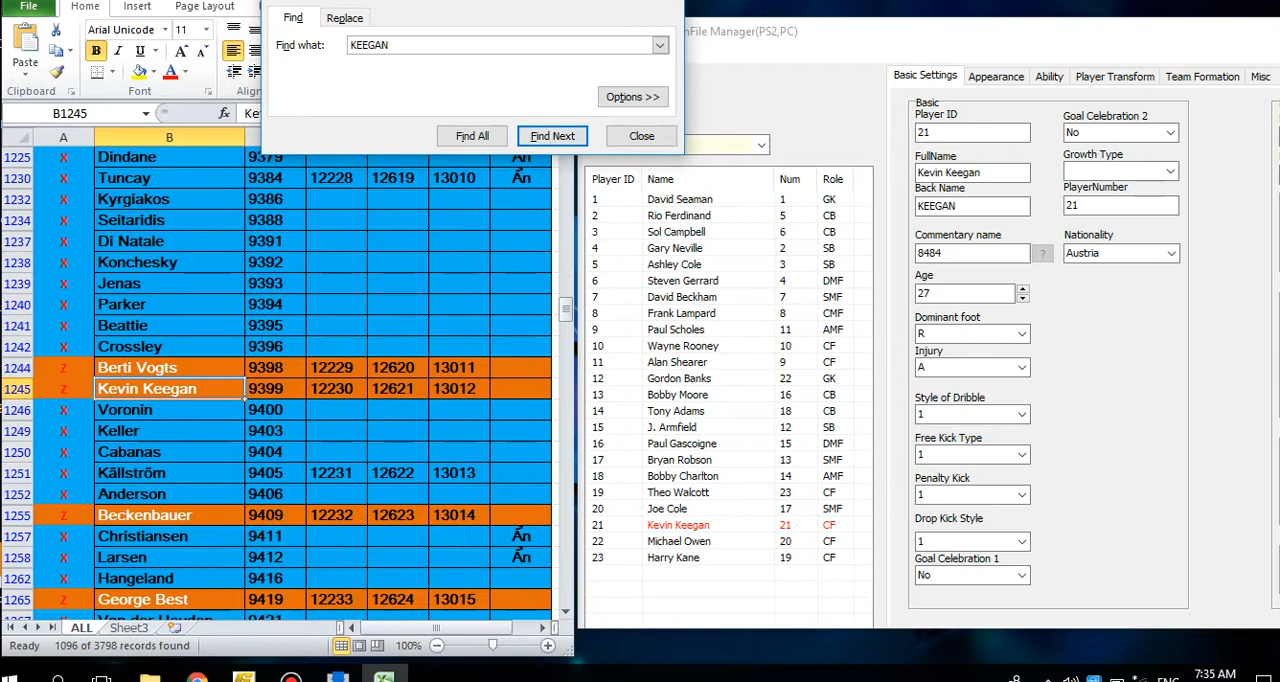 File Home Insert Page Layout
Arial Unicode 11
Paste
B I U A A
Clipboard Font Align
B1245 fx Ke
Find Replace
Find what: KEEGAN
Options >>
Find All Find Next Close
A B
1225 X Dindane 9379 Ẩn
1230 X Tuncay 9384 12228 12619 13010 Ẩn
1232 X Kyrgiakos 9386
1234 X Seitaridis 9388
1237 X Di Natale 9391
1238 X Konchesky 9392
1239 X Jenas 9393
1240 X Parker 9394
1241 X Beattie 9395
1242 X Crossley 9396
1244 Z Berti Vogts 9398 12229 12620 13011
1245 Z Kevin Keegan 9399 12230 12621 13012
1246 X Voronin 9400
1249 X Keller 9403
1250 X Cabanas 9404
1251 X Källström 9405 12231 12622 13013
1252 X Anderson 9406
1255 Z Beckenbauer 9409 12232 12623 13014
1257 X Christiansen 9411 Ẩn
1258 X Larsen 9412 Ẩn
1262 X Hangeland 9416
1265 Z George Best 9419 12233 12624 13015
ALL Sheet3
Ready 1096 of 3798 records found 100%
nFile Manager(PS2,PC)
Player ID Name Num Role
1 David Seaman 1 GK
2 Rio Ferdinand 5 CB
3 Sol Campbell 6 CB
4 Gary Neville 2 SB
5 Ashley Cole 3 SB
6 Steven Gerrard 4 DMF
7 David Beckham 7 SMF
8 Frank Lampard 8 CMF
9 Paul Scholes 11 AMF
10 Wayne Rooney 10 CF
11 Alan Shearer 9 CF
12 Gordon Banks 22 GK
13 Bobby Moore 16 CB
14 Tony Adams 18 CB
15 J. Armfield 12 SB
16 Paul Gascoigne 15 DMF
17 Bryan Robson 13 SMF
18 Bobby Charlton 14 AMF
19 Theo Walcott 23 CF
20 Joe Cole 17 SMF
21 Kevin Keegan 21 CF
22 Michael Owen 20 CF
23 Harry Kane 19 CF
Basic Settings Appearance Ability Player Transform Team Formation Misc
Basic
Player ID
21
FullName
Kevin Keegan
Back Name
KEEGAN
Commentary name
8484 ?
Age
27
Dominant foot
R
Injury
A
Style of Dribble
1
Free Kick Type
1
Penalty Kick
1
Drop Kick Style
1
Goal Celebration 1
No
Goal Celebration 2
No
Growth Type
PlayerNumber
21
Nationality
Austria
ENG 7:35 AM